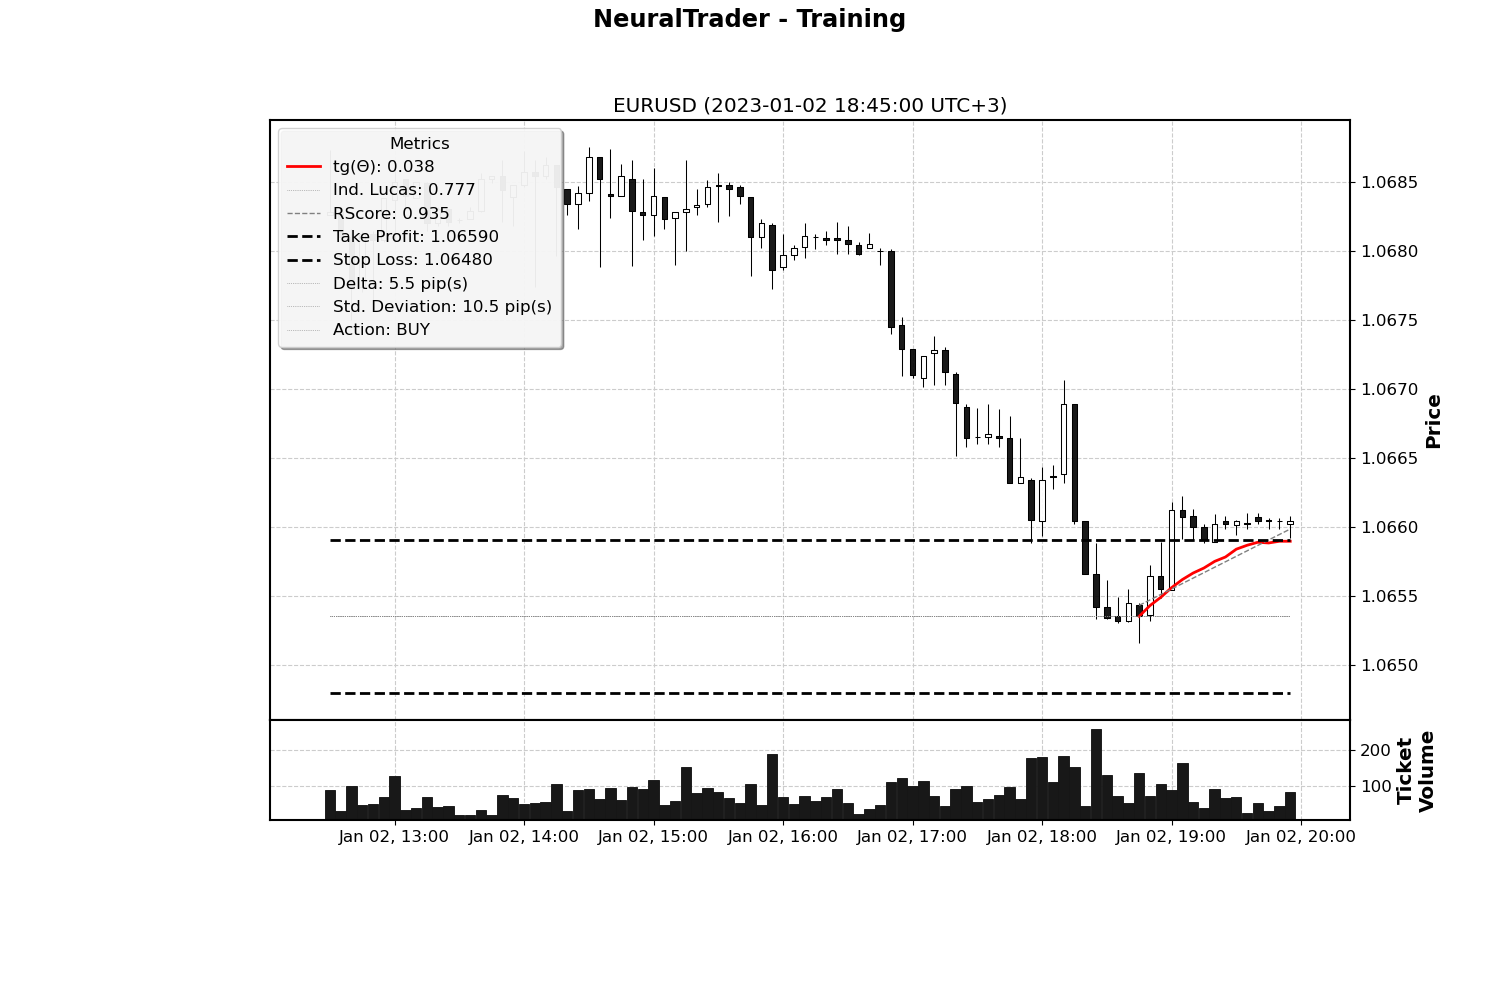 NeuralTrader - Training
EURUSD (2023-01-02 18:45:00 UTC+3)
Metrics
tg(Θ): 0.038
Ind. Lucas: 0.777
RScore: 0.935
Take Profit: 1.06590
Stop Loss: 1.06480
Delta: 5.5 pip(s)
Std. Deviation: 10.5 pip(s)
Action: BUY
1.0685
1.0680
1.0675
1.0670
1.0665
1.0660
1.0655
1.0650
Price
200
100
Ticket
Volume
Jan 02, 13:00 Jan 02, 14:00 Jan 02, 15:00 Jan 02, 16:00 Jan 02, 17:00 Jan 02, 18:00 Jan 02, 19:00 Jan 02, 20:00